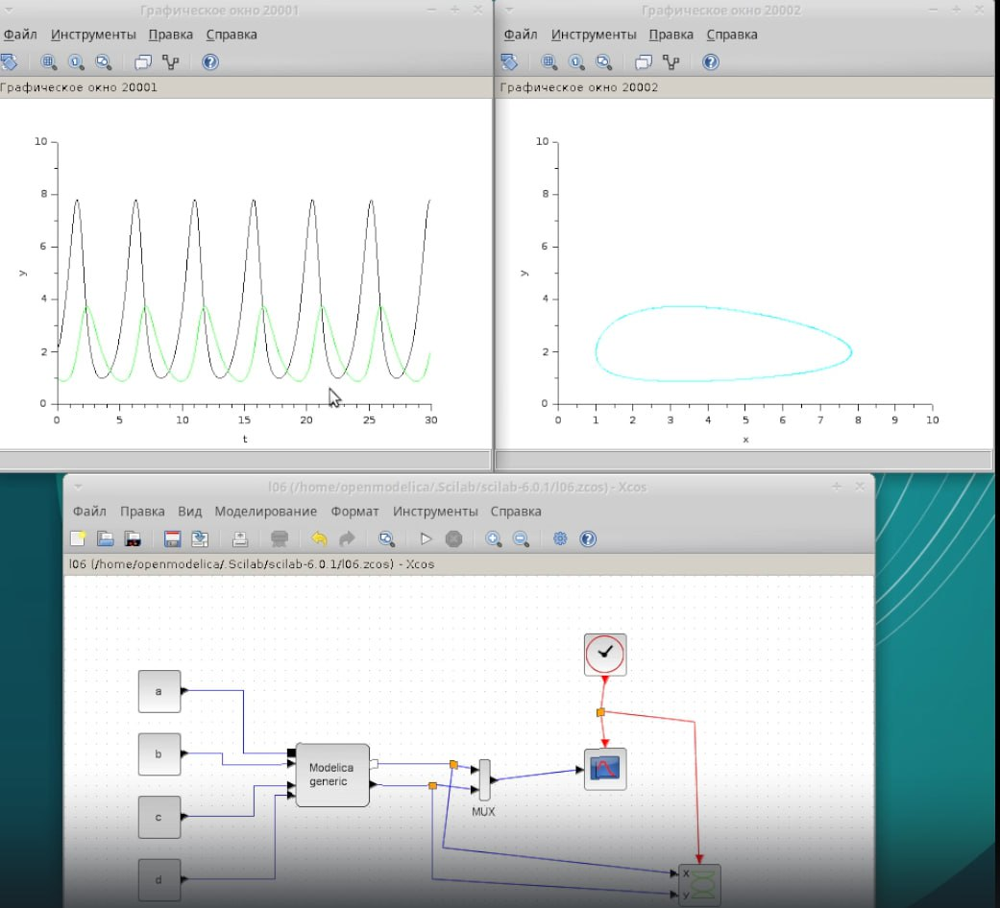 Графическое окно 20001
Файл Инструменты Правка Справка
Графическое окно 20001
10
8
6
4
2
0
y
0 5 10 15 20 25 30
t
Графическое окно 20002
Файл Инструменты Правка Справка
Графическое окно 20002
10
8
6
4
2
0
y
0 1 2 3 4 5 6 7 8 9 10
x
l06 (/home/openmodelica/.Scilab/scilab-6.0.1/l06.zcos) - Xcos
Файл Правка Вид Моделирование Формат Инструменты Справка
l06 (/home/openmodelica/.Scilab/scilab-6.0.1/l06.zcos) - Xcos
a
b
c
d
Modelica
generic
MUX
X
y